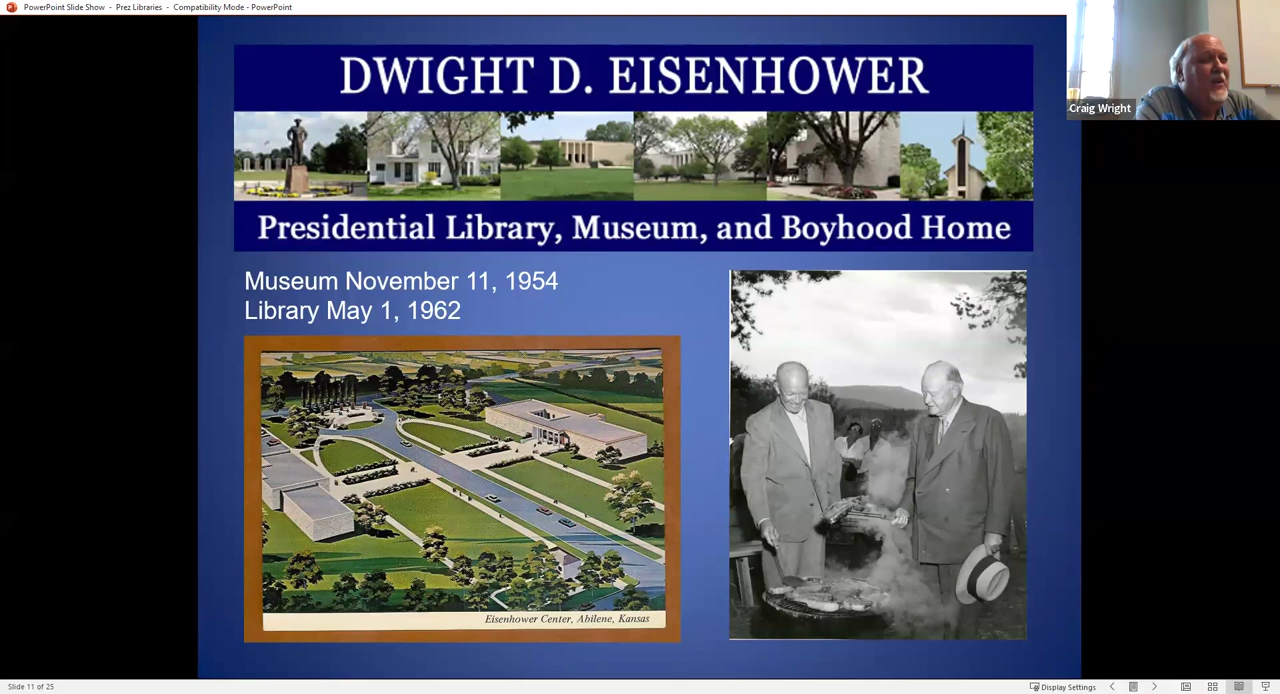 PowerPoint Slide Show - Prez Libraries - Compatibility Mode - PowerPoint
DWIGHT D. EISENHOWER
Presidential Library, Museum, and Boyhood Home
Craig Wright
Museum November 11, 1954
Library May 1, 1962
Eisenhower Center, Abilene, Kansas
Slide 11 of 25
Display Settings